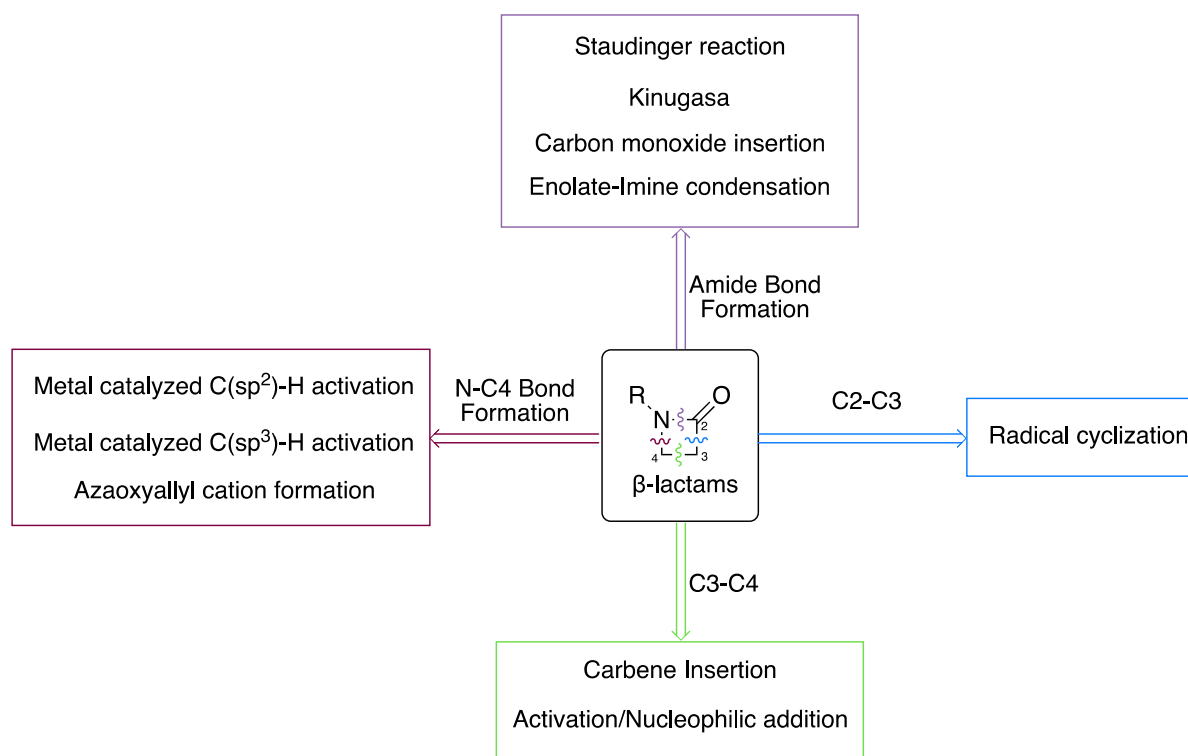 Staudinger reaction
Kinugasa
Carbon monoxide insertion
Enolate-Imine condensation
Amide Bond
Formation
Metal catalyzed C(sp²)-H activation
Metal catalyzed C(sp³)-H activation
Azaoxyallyl cation formation
N-C4 Bond
Formation
R
O
N
2
4
3
β-lactams
C2-C3
Radical cyclization
C3-C4
Carbene Insertion
Activation/Nucleophilic addition